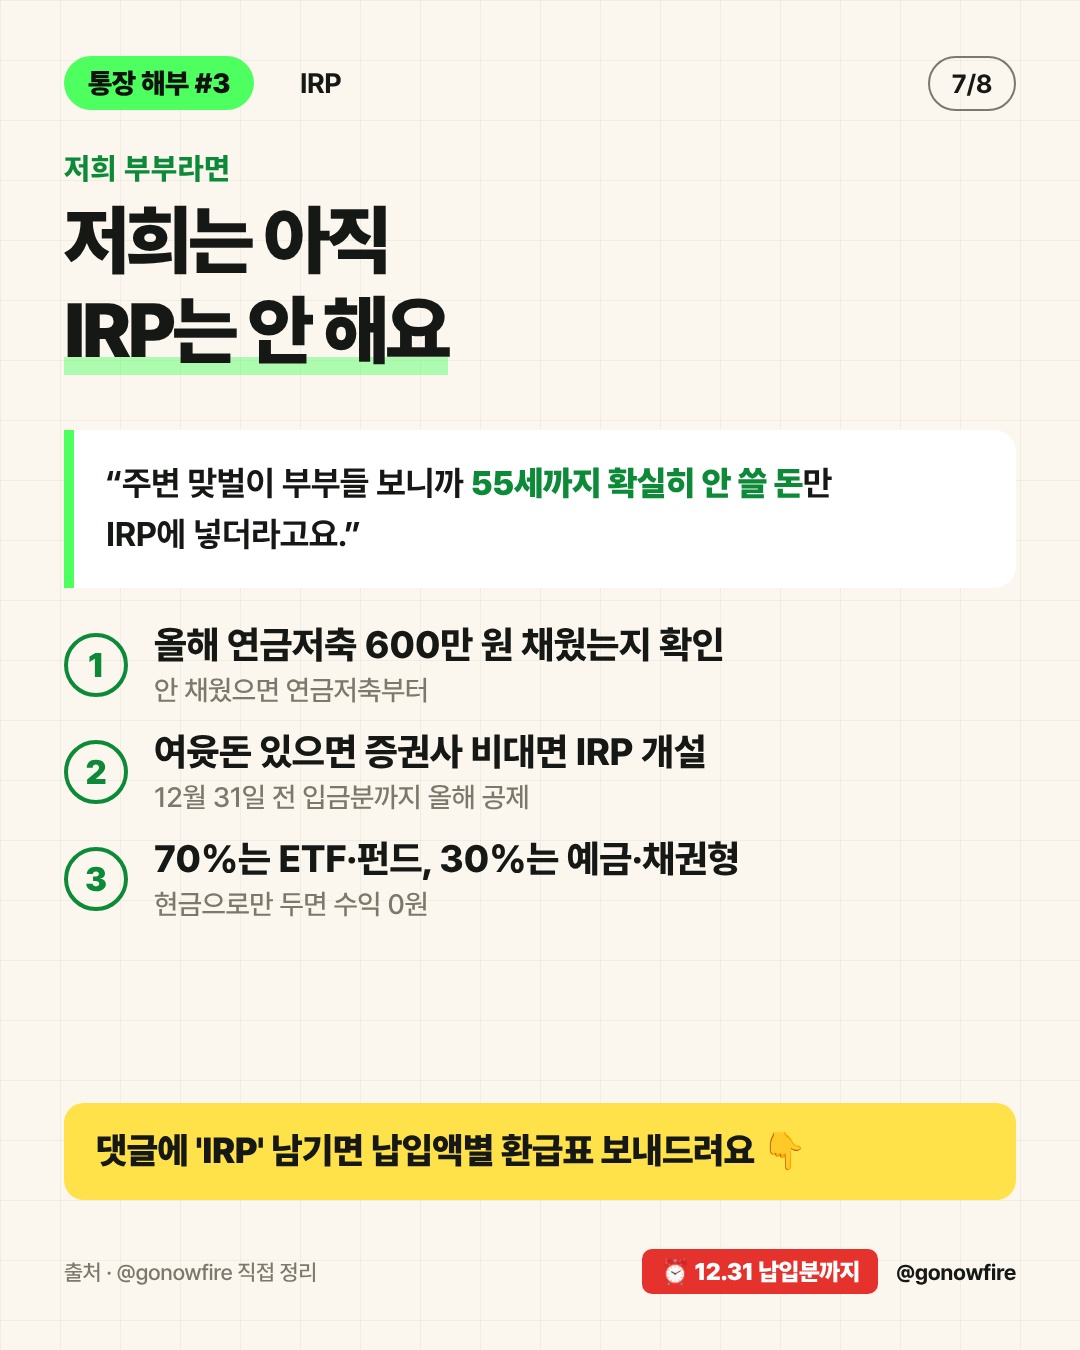 통장 해부 #3
IRP
7/8
저희 부부라면
저희는 아직
IRP는 안 해요
“주변 맞벌이 부부들 보니까 55세까지 확실히 안 쓸 돈만
IRP에 넣더라고요.”
1
올해 연금저축 600만 원 채웠는지 확인
안 채웠으면 연금저축부터
2
여윳돈 있으면 증권사 비대면 IRP 개설
12월 31일 전 입금분까지 올해 공제
3
70%는 ETF·펀드, 30%는 예금·채권형
현금으로만 두면 수익 0원
댓글에 'IRP' 남기면 납입액별 환급표 보내드려요 👇
출처 · @gonowfire 직접 정리
⏰ 12.31 납입분까지
@gonowfire